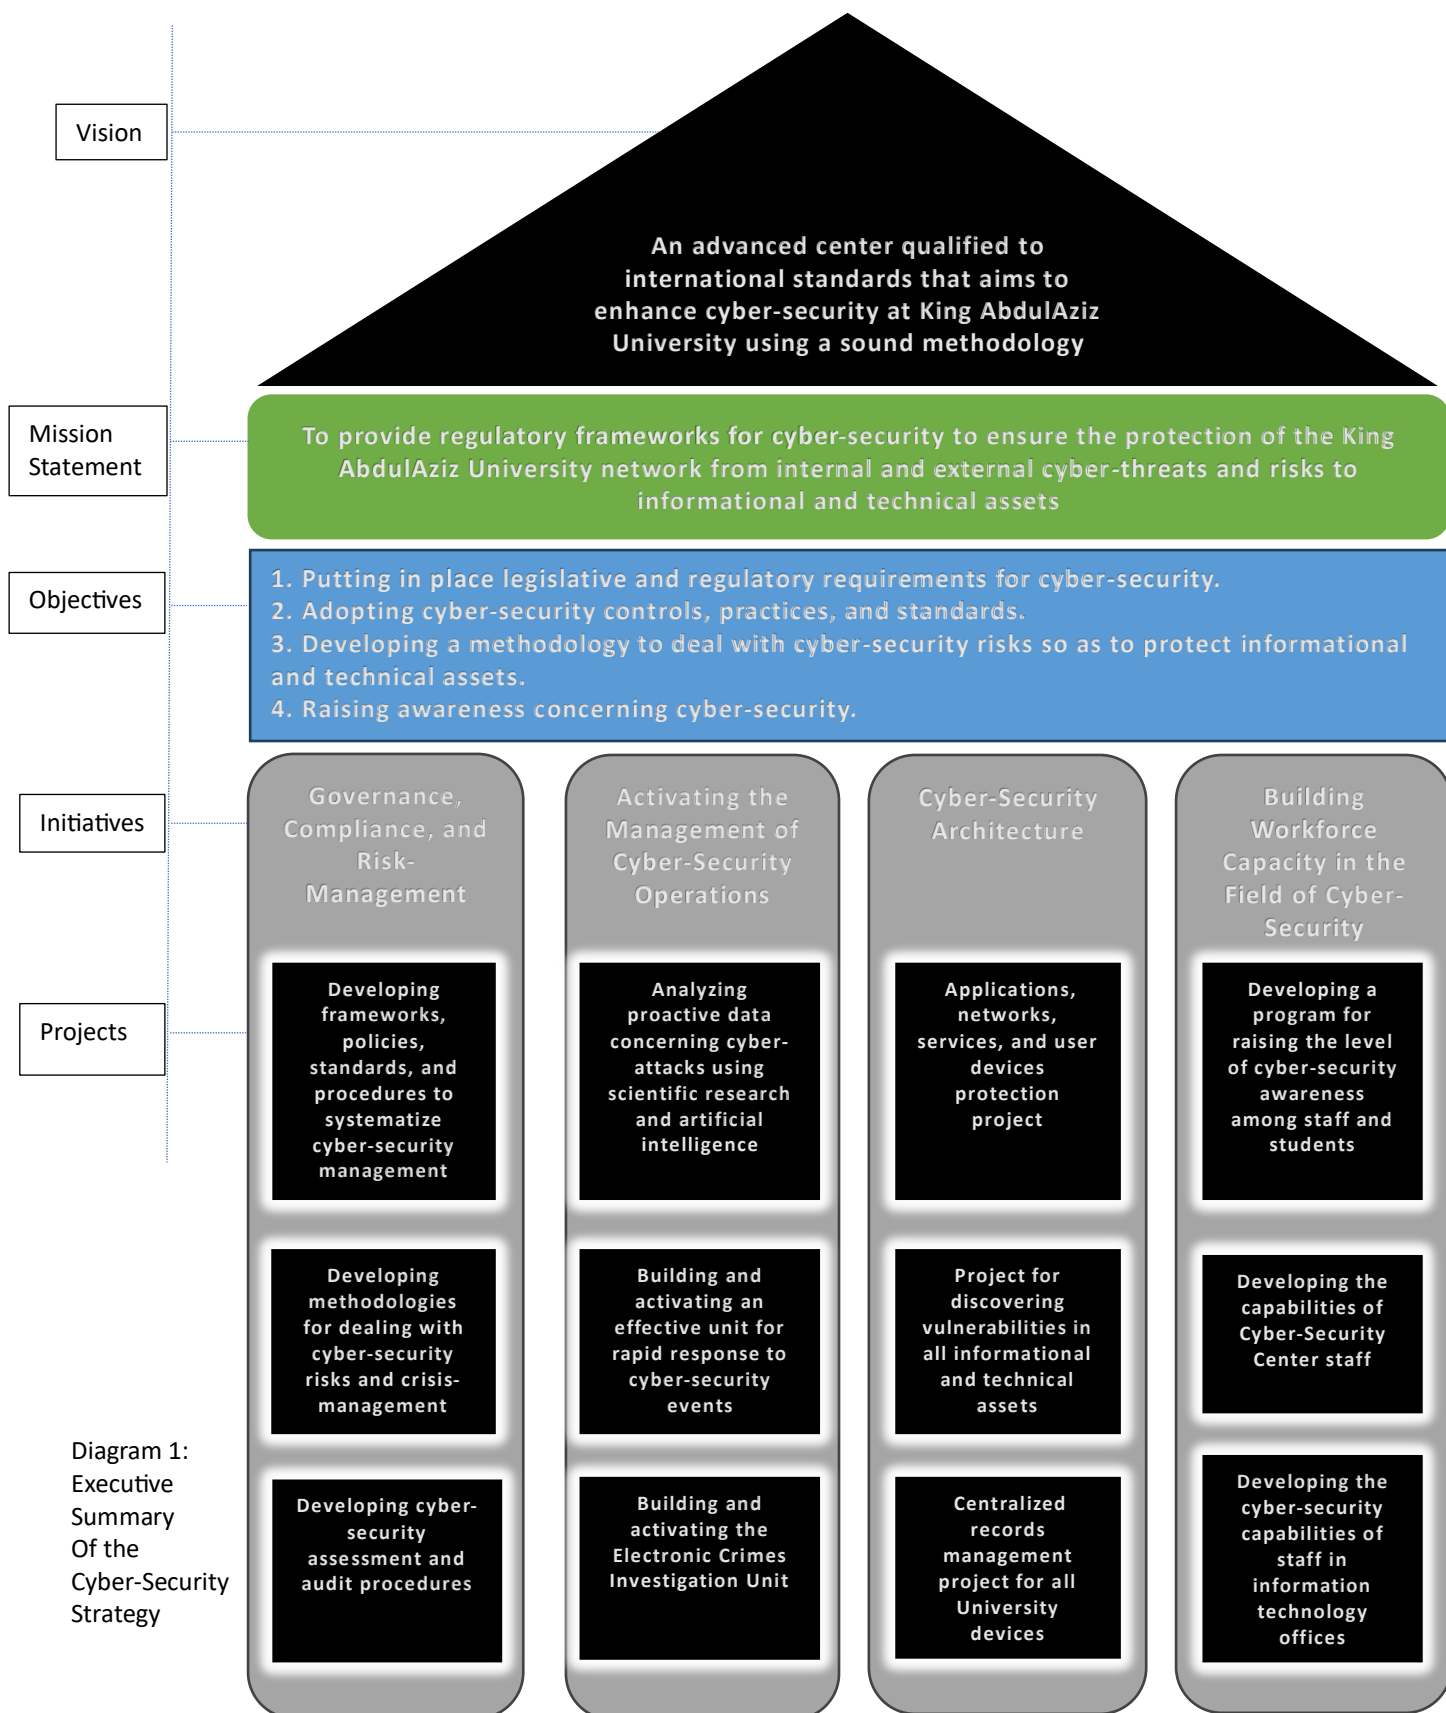 Vision
An advanced center qualified to
international standards that aims to
enhance cyber-security at King AbdulAziz
University using a sound methodology
Mission
Statement
To provide regulatory frameworks for cyber-security to ensure the protection of the King
AbdulAziz University network from internal and external cyber-threats and risks to
informational and technical assets
Objectives
1. Putting in place legislative and regulatory requirements for cyber-security.
2. Adopting cyber-security controls, practices, and standards.
3. Developing a methodology to deal with cyber-security risks so as to protect informational
and technical assets.
4. Raising awareness concerning cyber-security.
Initiatives
Governance,
Compliance, and
Risk-
Management
Activating the
Management of
Cyber-Security
Operations
Cyber-Security
Architecture
Building
Workforce
Capacity in the
Field of Cyber-
Security
Projects
Developing
frameworks,
policies,
standards, and
procedures to
systematize
cyber-security
management
Analyzing
proactive data
concerning cyber-
attacks using
scientific research
and artificial
intelligence
Applications,
networks,
services, and user
devices
protection
project
Developing a
program for
raising the level
of cyber-security
awareness
among staff and
students
Developing
methodologies
for dealing with
cyber-security
risks and crisis-
management
Building and
activating an
effective unit for
rapid response to
cyber-security
events
Project for
discovering
vulnerabilities in
all informational
and technical
assets
Developing the
capabilities of
Cyber-Security
Center staff
Developing cyber-
security
assessment and
audit procedures
Building and
activating the
Electronic Crimes
Investigation Unit
Centralized
records
management
project for all
University
devices
Developing the
cyber-security
capabilities of
staff in
information
technology
offices
Diagram 1:
Executive
Summary
Of the
Cyber-Security
Strategy